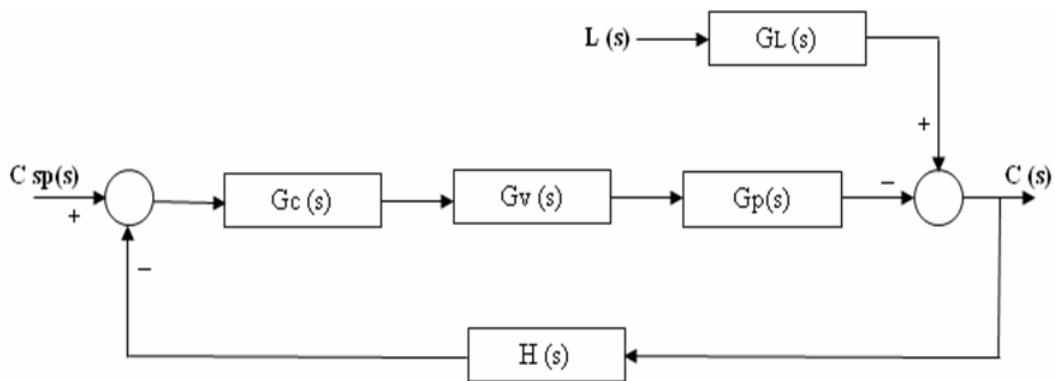 L (s)
GL (s)
+
C sp(s)
+
Gc (s)
Gv (s)
Gp(s)
–
C (s)
–
H (s)